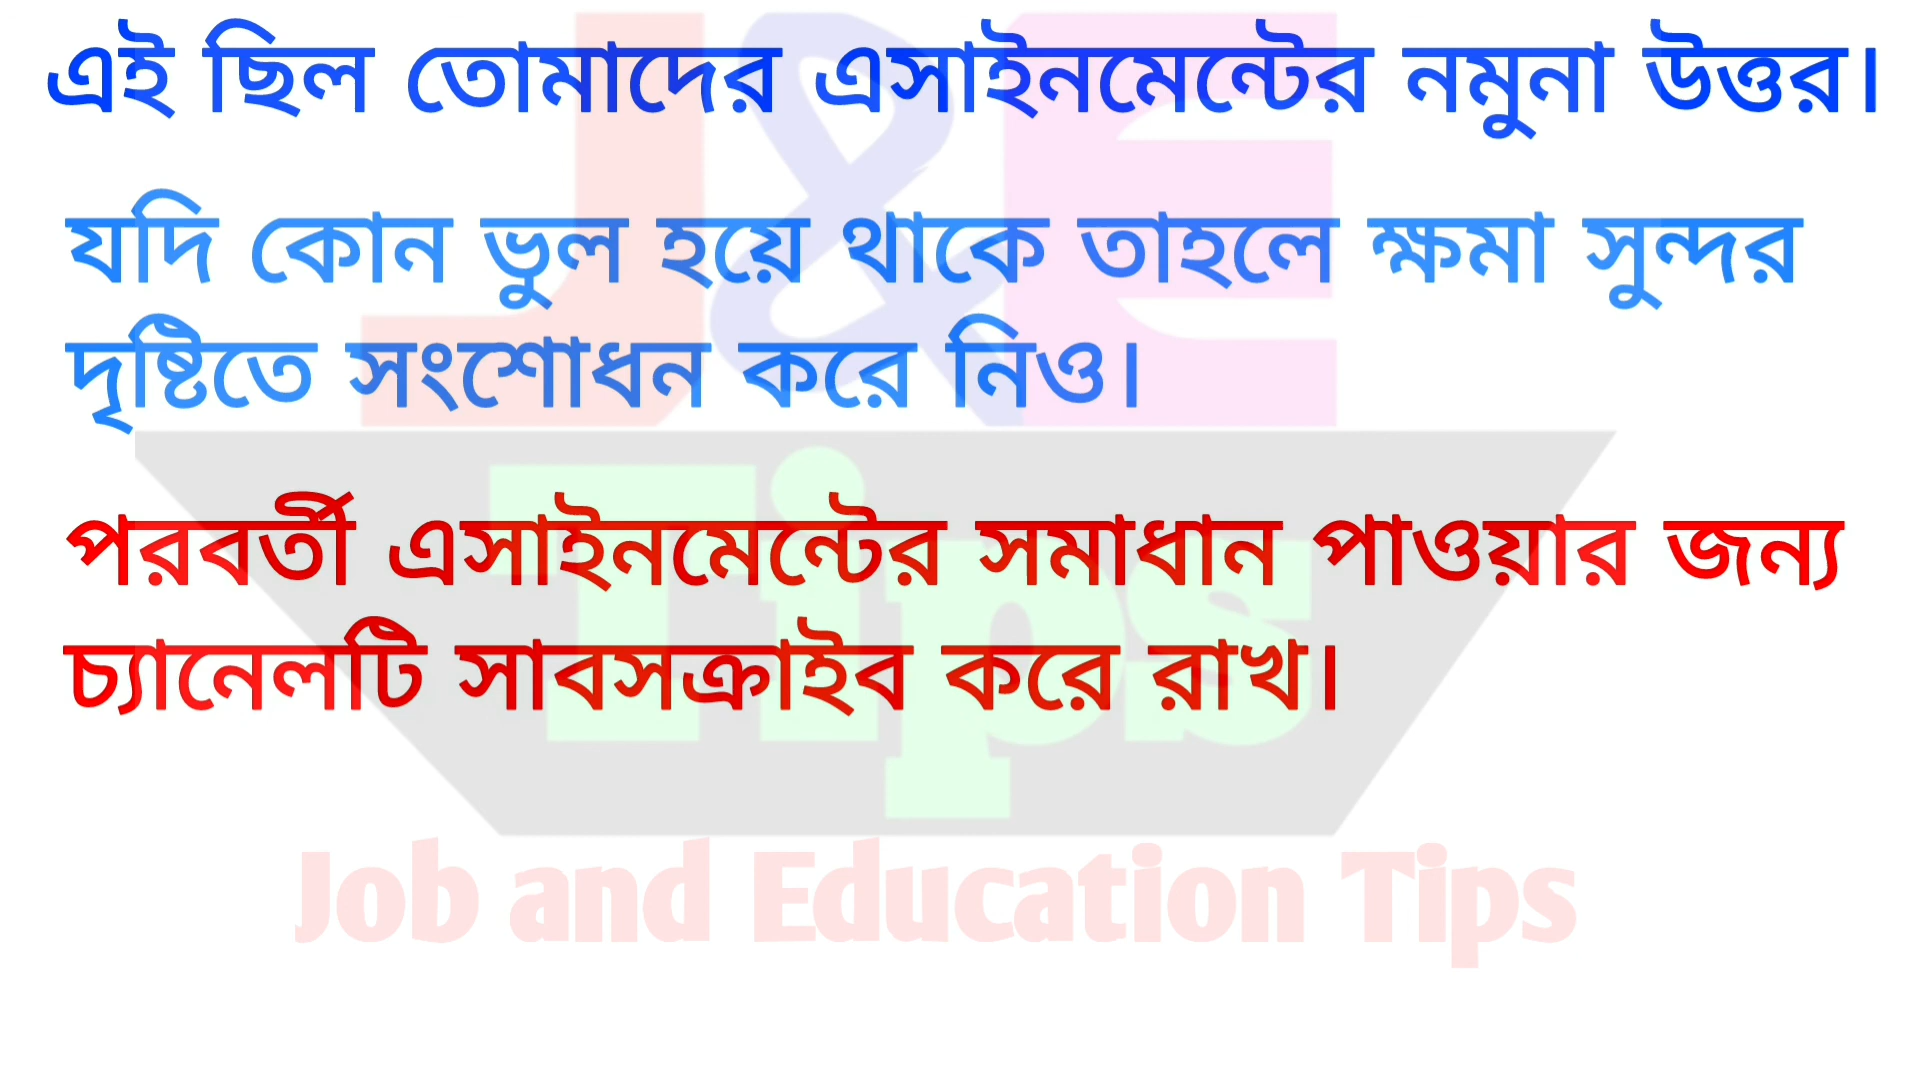 এই ছিল তোমাদের এসাইনমেন্টের নমুনা উত্তর।
যদি কোন ভুল হয়ে থাকে তাহলে ক্ষমা সুন্দর
দৃষ্টিতে সংশোধন করে নিও।
পরবর্তী এসাইনমেন্টের সমাধান পাওয়ার জন্য
চ্যানেলটি সাবসক্রাইব করে রাখ।
J&E
Tips
Job and Education Tips